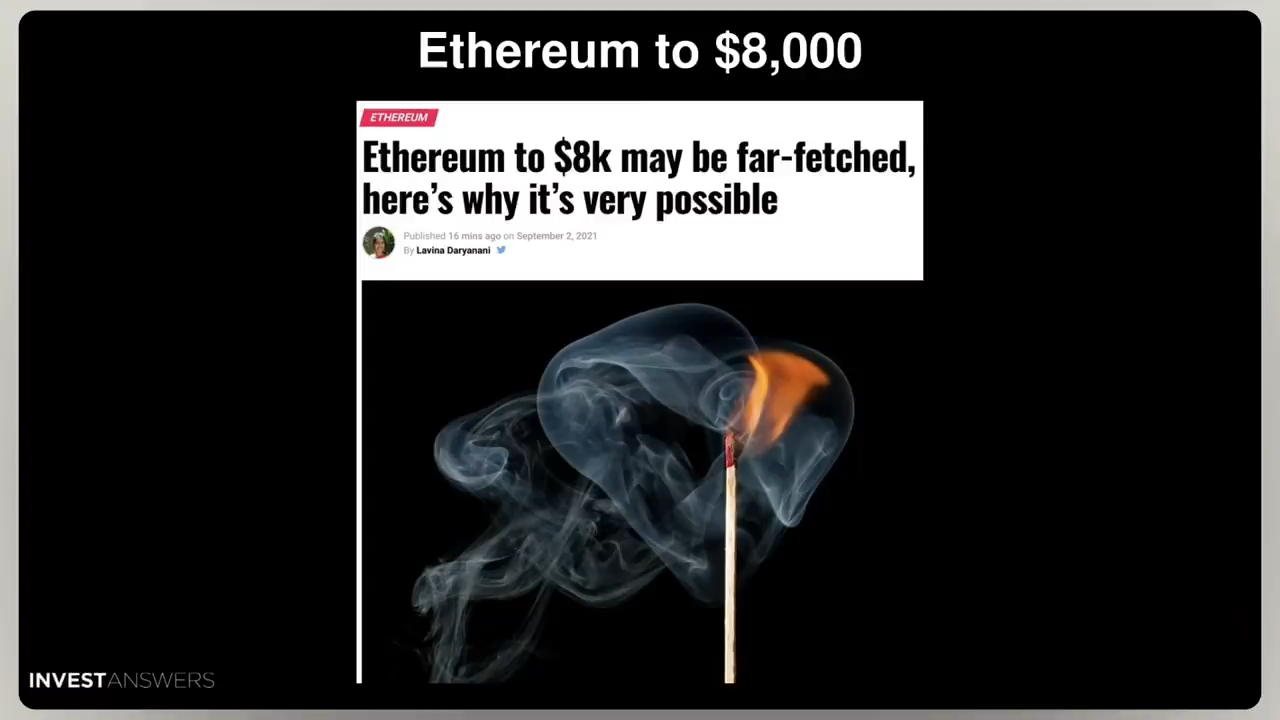 Ethereum to $8,000
ETHEREUM
Ethereum to $8k may be far-fetched,
here’s why it’s very possible
Published 16 mins ago on September 2, 2021
By Lavina Daryanani
INVESTANSWERS